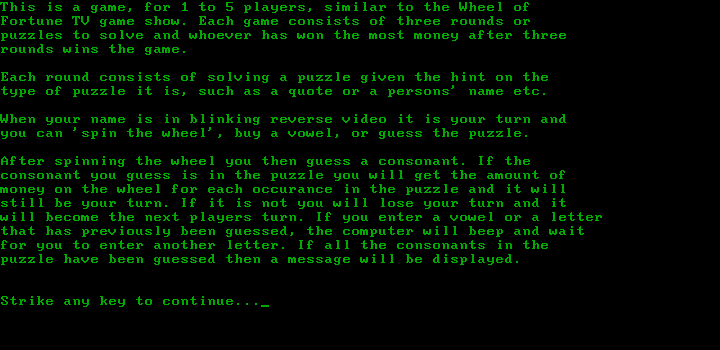 This is a game, for 1 to 5 players, similar to the Wheel of
Fortune TV game show. Each game consists of three rounds or
puzzles to solve and whoever has won the most money after three
rounds wins the game.
Each round consists of solving a puzzle given the hint on the
type of puzzle it is, such as a quote or a persons' name etc.
When your name is in blinking reverse video it is your turn and
you can 'spin the wheel', buy a vowel, or guess the puzzle.
After spinning the wheel you then guess a consonant. If the
consonant you guess is in the puzzle you will get the amount of
money on the wheel for each occurance in the puzzle and it will
still be your turn. If it is not you will lose your turn and it
will become the next players turn. If you enter a vowel or a letter
that has previously been guessed, the computer will beep and wait
for you to enter another letter. If all the consonants in the
puzzle have been guessed then a message will be displayed.
Strike any key to continue..._